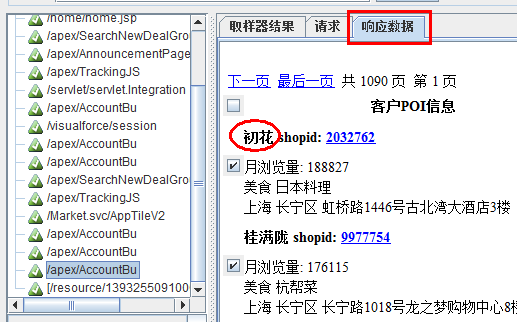 /home/home.jsp
/apex/SearchNewDealGro
/apex/AnnouncementPage
/apex/TrackingJS
/servlet/servlet.Integration
/apex/AccountBu
/visualforce/session
/apex/AccountBu
/apex/AccountBu
/apex/SearchNewDealGro
/apex/TrackingJS
/Market.svc/AppTileV2
/apex/AccountBu
/apex/AccountBu
/apex/AccountBu
[/resource/139325509100
取样器结果 请求 响应数据
下一页 最后一页 共 1090 页 第 1 页
客户POI信息
初花 shopid: 2032762
月浏览量: 188827
美食 日本料理
上海 长宁区 虹桥路1446号古北湾大酒店3楼
桂满陇 shopid: 9977754
月浏览量: 176115
美食 杭帮菜
上海 长宁区 长宁路1018号龙之梦购物中心8楼